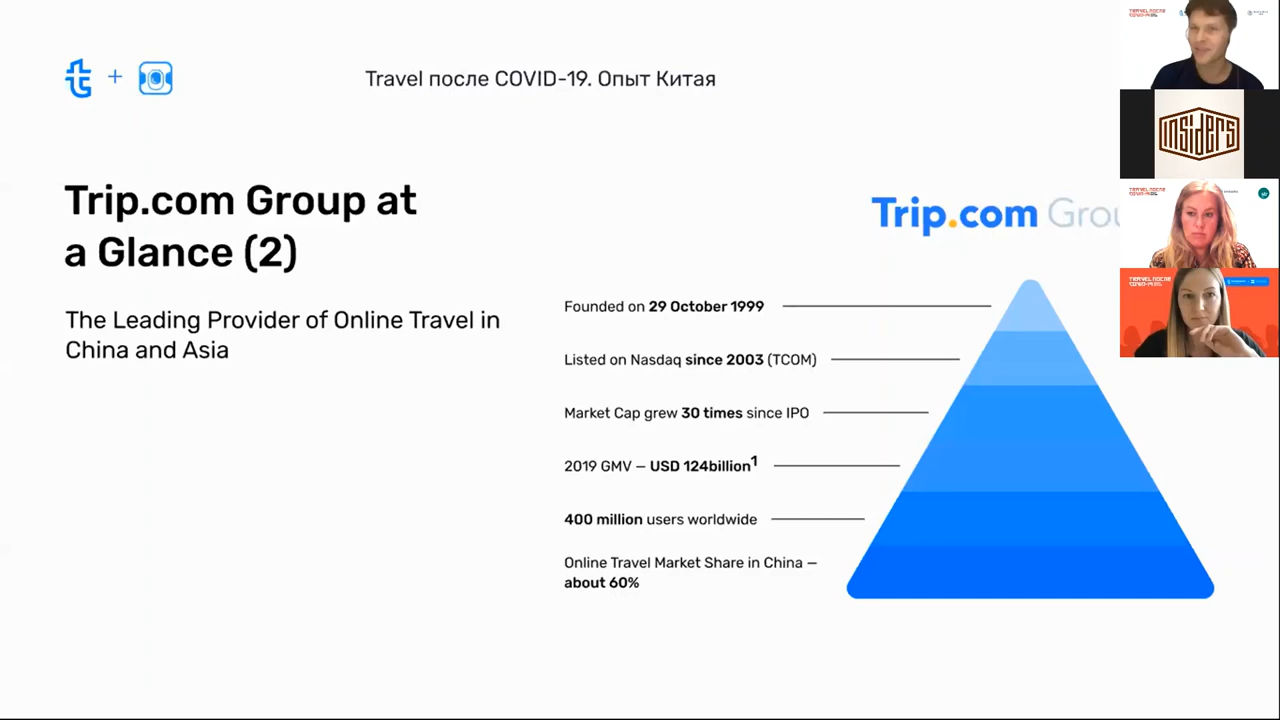 Travel после COVID-19. Опыт Китая
Trip.com Group at
a Glance (2)
The Leading Provider of Online Travel in
China and Asia
Trip.com Grou
Founded on 29 October 1999
Listed on Nasdaq since 2003 (TCOM)
Market Cap grew 30 times since IPO
2019 GMV – USD 124billion¹
400 million users worldwide
Online Travel Market Share in China –
about 60%
insiders
TRAVEL ПОСЛЕ